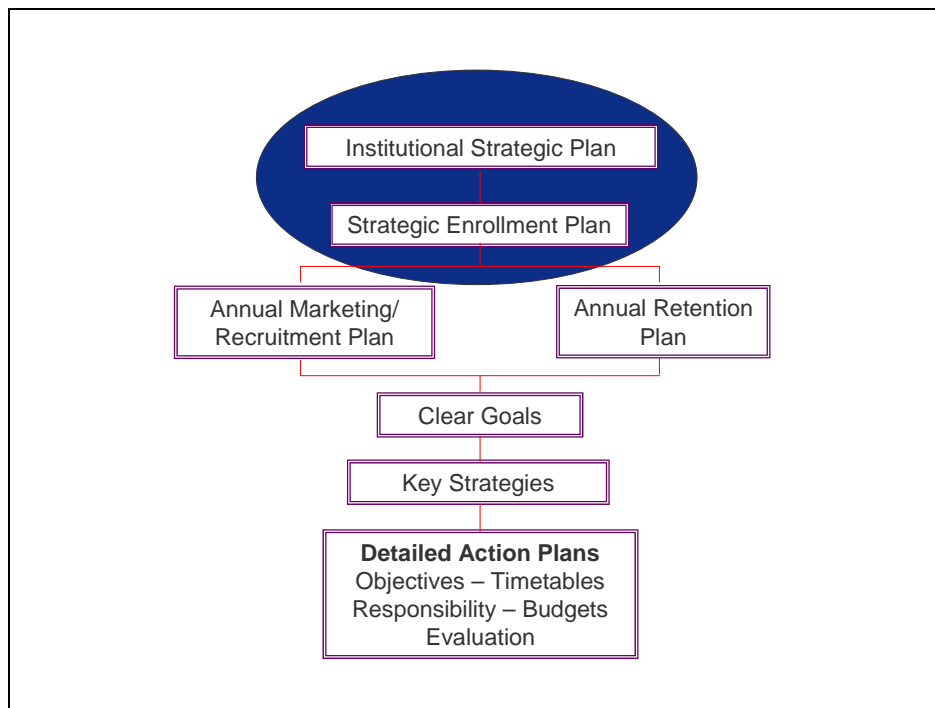 Institutional Strategic Plan
Strategic Enrollment Plan
Annual Marketing/
Recruitment Plan
Annual Retention
Plan
Clear Goals
Key Strategies
Detailed Action Plans
Objectives – Timetables
Responsibility – Budgets
Evaluation